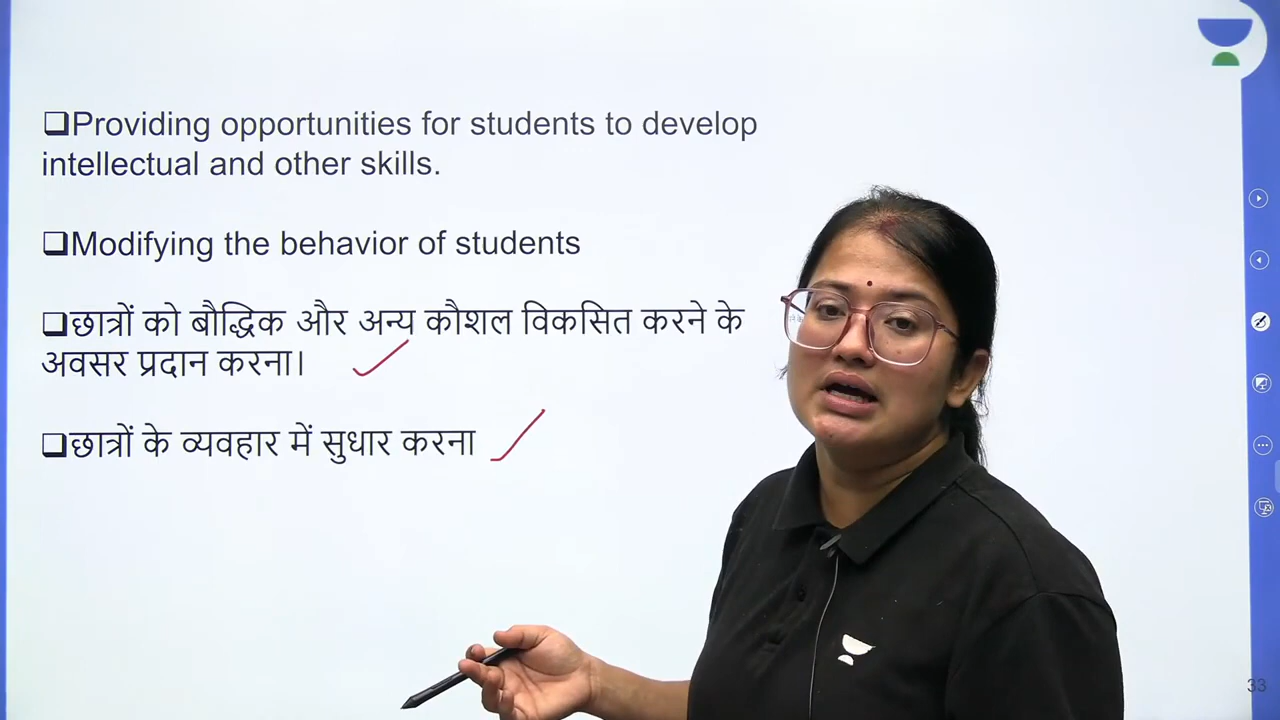 ❑Providing opportunities for students to develop
intellectual and other skills.
❑Modifying the behavior of students
❑छात्रों को बौद्धिक और अन्य कौशल विकसित करने के
अवसर प्रदान करना।
❑छात्रों के व्यवहार में सुधार करना
33